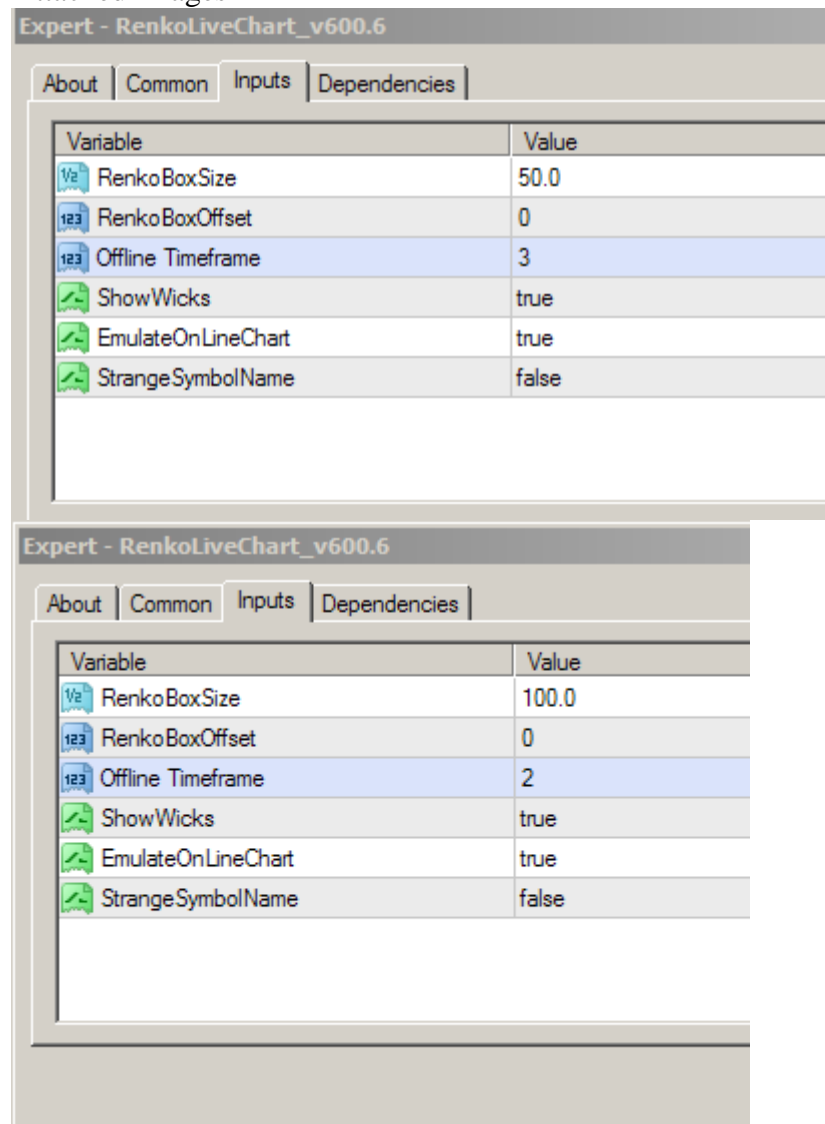 Expert - RenkoLiveChart_v600.6
About Common Inputs Dependencies
Variable Value
RenkoBoxSize 50.0
RenkoBoxOffset 0
Offline Timeframe 3
ShowWicks true
EmulateOnLineChart true
StrangeSymbolName false
Expert - RenkoLiveChart_v600.6
About Common Inputs Dependencies
Variable Value
RenkoBoxSize 100.0
RenkoBoxOffset 0
Offline Timeframe 2
ShowWicks true
EmulateOnLineChart true
StrangeSymbolName false